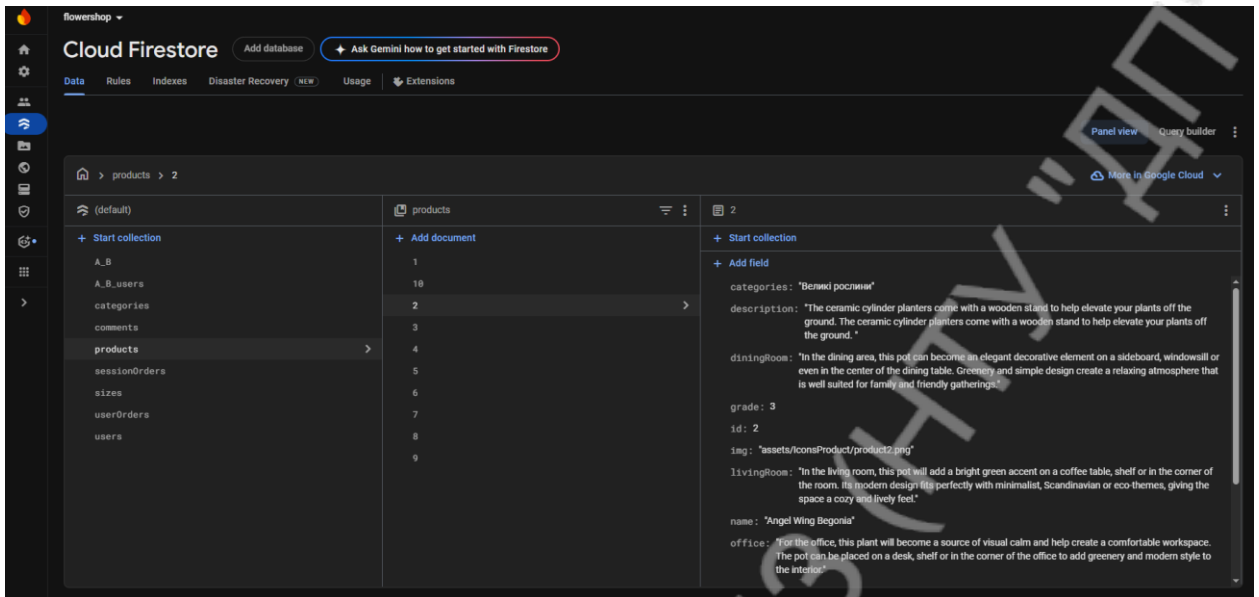 flowershop
Cloud Firestore
Add database
Ask Gemini how to get started with Firestore
Data Rules Indexes Disaster Recovery NEW Usage Extensions
Panel view Query builder
products > 2
More in Google Cloud
(default)
+ Start collection
A_B
A_B_users
categories
comments
products
sessionOrders
sizes
userOrders
users
products
+ Add document
1
10
2
3
4
5
6
7
8
9
2
+ Start collection
+ Add field
categories: "Великі рослини"
description: "The ceramic cylinder planters come with a wooden stand to help elevate your plants off the
ground. The ceramic cylinder planters come with a wooden stand to help elevate your plants off
the ground. "
diningRoom: "In the dining area, this pot can become an elegant decorative element on a sideboard, windowsill or
even in the center of the dining table. Greenery and simple design create a relaxing atmosphere that
is well suited for family and friendly gatherings."
grade: 3
id: 2
img: "assets/IconsProduct/product2.png"
livingRoom: "In the living room, this pot will add a bright green accent on a coffee table, shelf or in the corner of
the room. Its modern design fits perfectly with minimalist, Scandinavian or eco-themes, giving the
space a cozy and lively feel."
name: "Angel Wing Begonia"
office: "For the office, this plant will become a source of visual calm and help create a comfortable workspace.
The pot can be placed on a desk, shelf or in the corner of the office to add greenery and modern style to
the interior."
З (НТУ "ДП